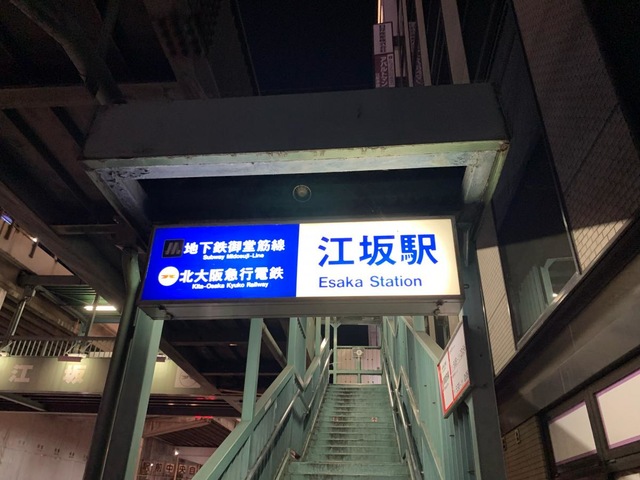 地下鉄御堂筋線
Subway Midosuji-Line
北大阪急行電鉄
Kita-Osaka Kyuko Railway
江坂駅
Esaka Station
江坂